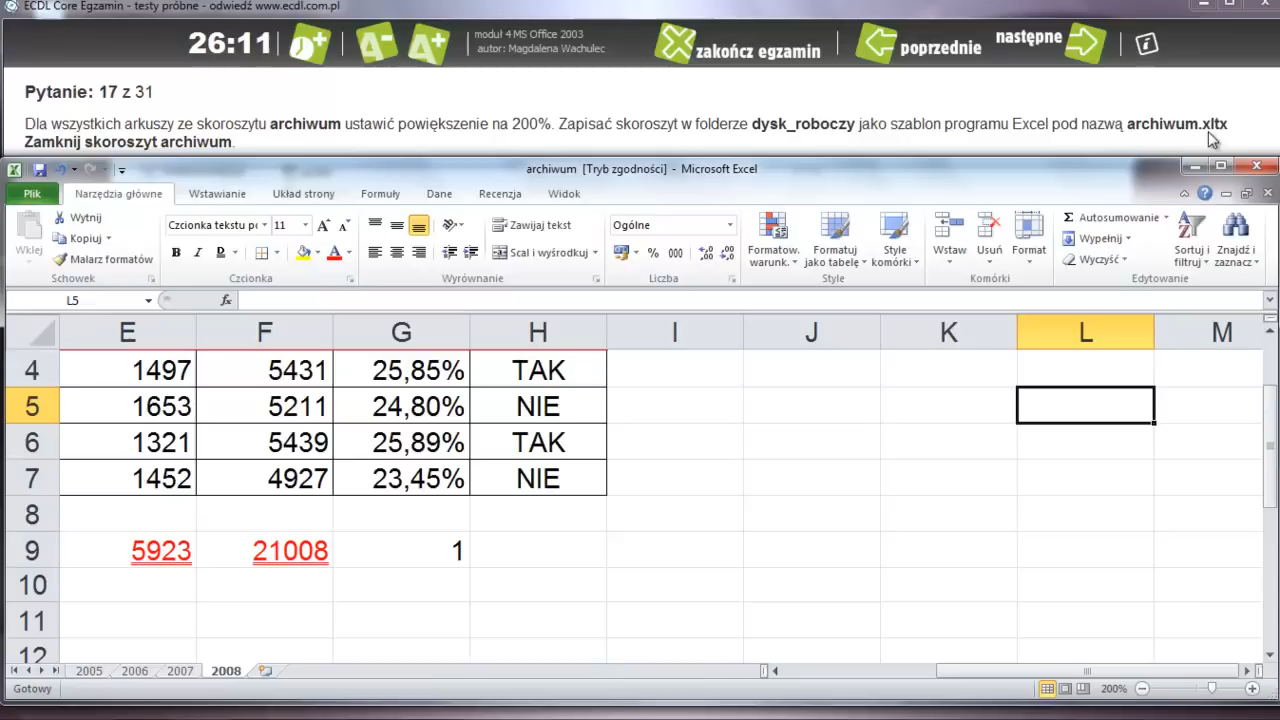 ECDL Core Egzamin - testy próbne - odwiedź www.ecdl.com.pl
26:11
A-
A+
moduł 4 MS Office 2003
autor: Magdalena Wachulec
zakończ egzamin
poprzednie
następne
Pytanie: 17 z 31
Dla wszystkich arkuszy ze skoroszytu archiwum ustawić powiększenie na 200%. Zapisać skoroszyt w folderze dysk_roboczy jako szablon programu Excel pod nazwą archiwum.xltx
Zamknij skoroszyt archiwum.
archiwum [Tryb zgodności] - Microsoft Excel
Plik Narzędzia główne Wstawianie Układ strony Formuły Dane Recenzja Widok
Wklej
Wytnij
Kopiuj
Malarz formatów
Schowek
Czcionka tekstu po 11
B I D
Czcionka
Zawijaj tekst
Scal i wyśrodkuj
Wyrównanie
Ogólne
% 000
Liczba
Formatow. warunk.
Formatuj jako tabelę
Style komórki
Style
Wstaw Usuń Format
Komórki
Autosumowanie
Wypełnij
Wyczyść
Sortuj i filtruj
Znajdź i zaznacz
Edytowanie
L5 fx
E F G H I J K L M
4 1497 5431 25,85% TAK
5 1653 5211 24,80% NIE
6 1321 5439 25,89% TAK
7 1452 4927 23,45% NIE
8
9 5923 21008 1
10
11
12
2005 2006 2007 2008
Gotowy 200%